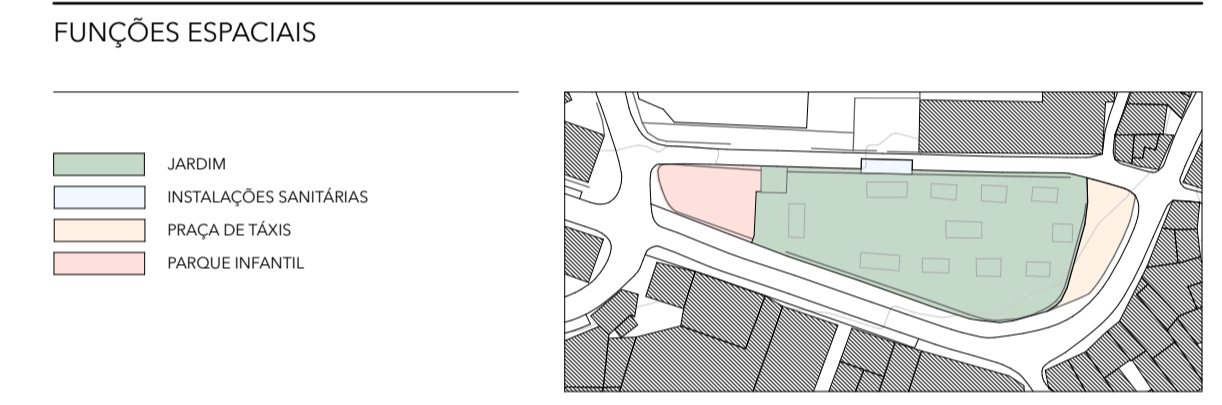 FUNÇÕES ESPACIAIS
JARDIM
INSTALAÇÕES SANITÁRIAS
PRAÇA DE TÁXIS
PARQUE INFANTIL